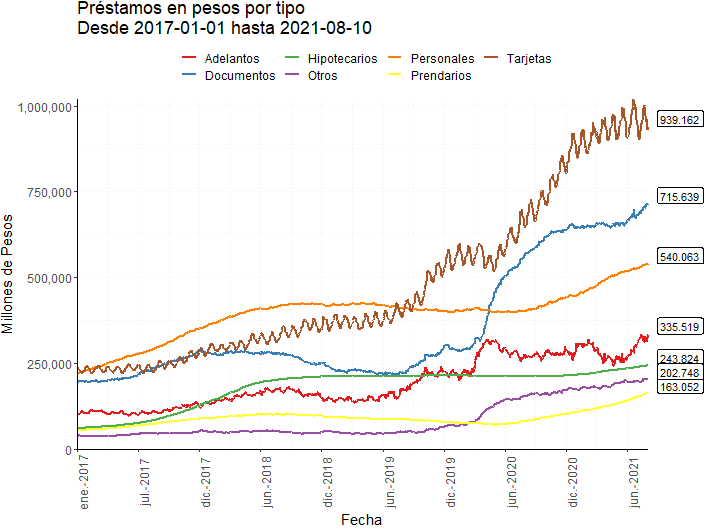 Préstamos en pesos por tipo
Desde 2017-01-01 hasta 2021-08-10
Adelantos Hipotecarios Personales Tarjetas
Documentos Otros Prendarios
Millones de Pesos
1,000,000
750,000
500,000
250,000
0
939.162
715.639
540.063
335.519
243.824
202.748
163.052
ene.-2017
jul.-2017
dic.-2017
jun.-2018
dic.-2018
jun.-2019
dic.-2019
jun.-2020
dic.-2020
jun.-2021
Fecha